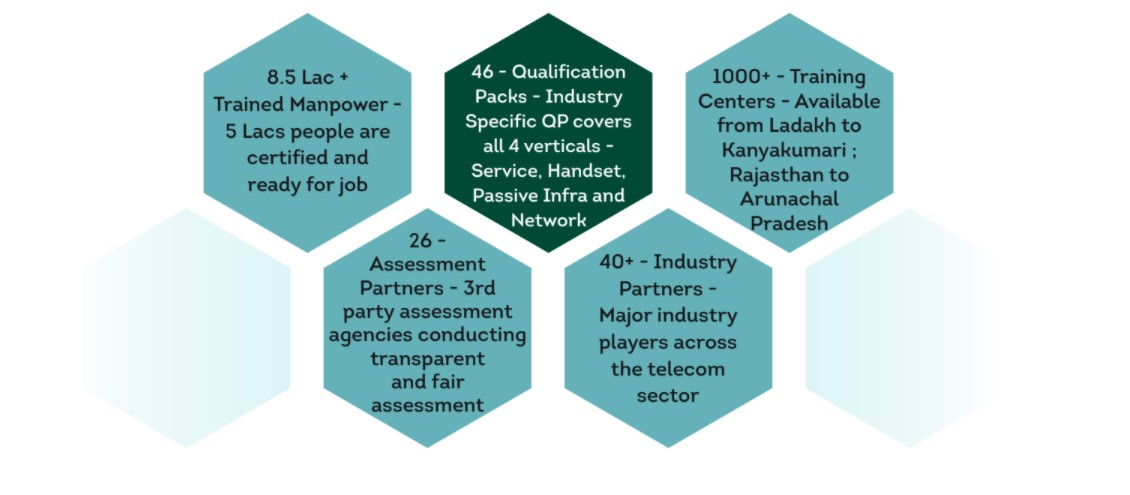 8.5 Lac +
Trained Manpower -
5 Lacs people are
certified and
ready for job
46 - Qualification
Packs - Industry
Specific QP covers
all 4 verticals -
Service, Handset,
Passive Infra and
Network
1000+ - Training
Centers - Available
from Ladakh to
Kanyakumari ;
Rajasthan to
Arunachal
Pradesh
26 -
Assessment
Partners - 3rd
party assessment
agencies conducting
transparent
and fair
assessment
40+ - Industry
Partners -
Major industry
players across
the telecom
sector